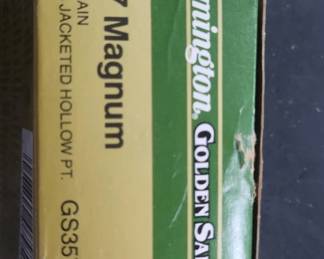 mington
GOLDEN SA
7 Magnum
AIN
JACKETED HOLLOW PT. GS35